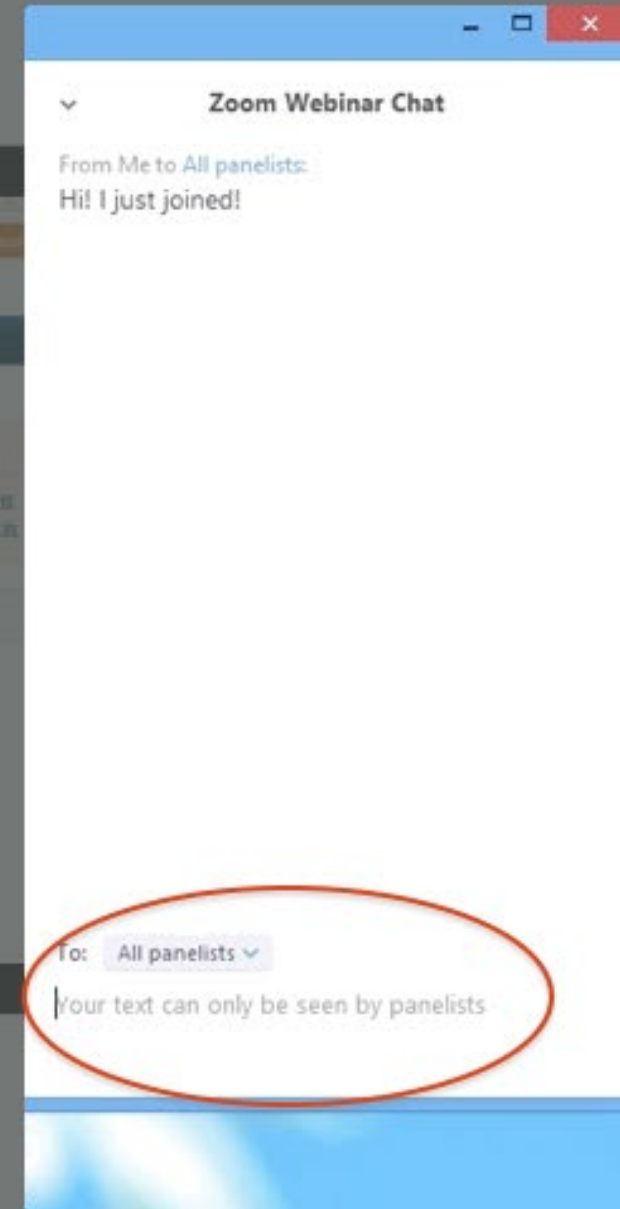 Zoom Webinar Chat
From Me to All panelists:
Hi! I just joined!
To: All panelists
Your text can only be seen by panelists